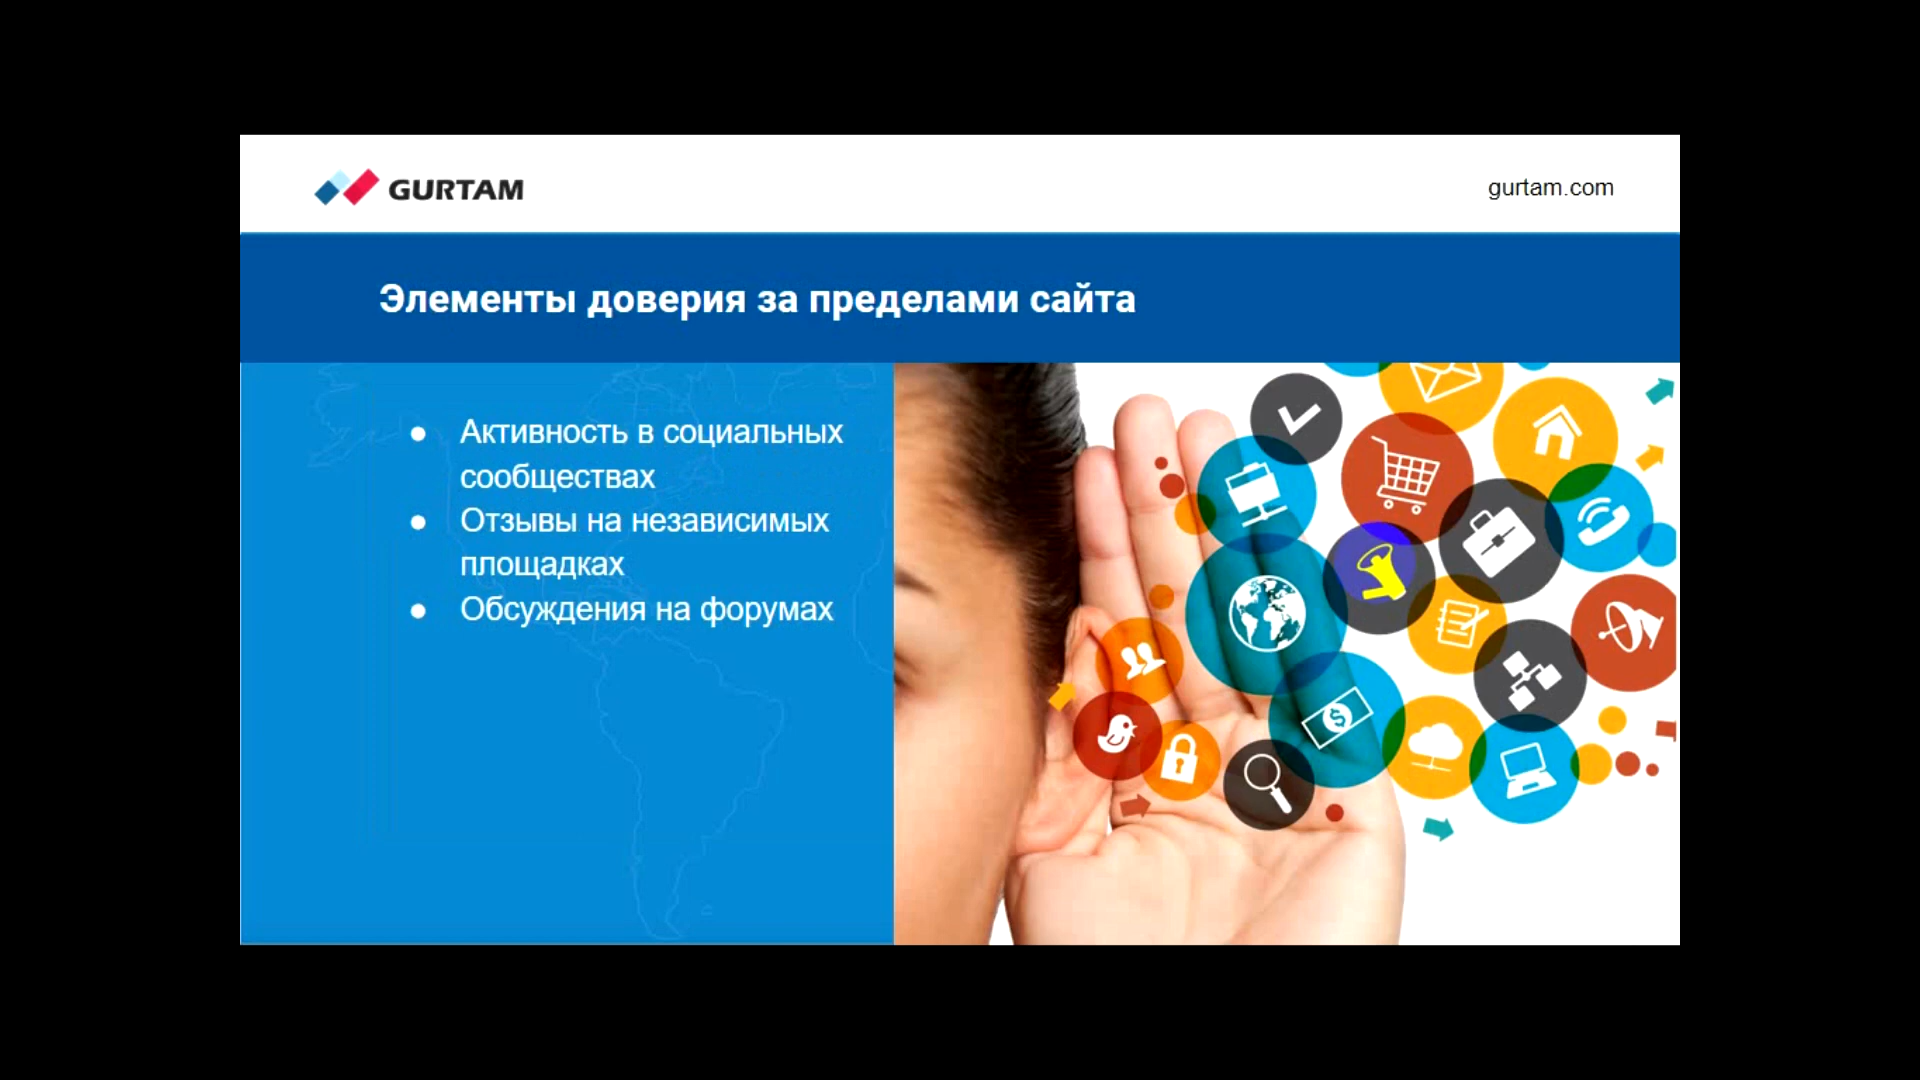 GURTAM
gurtam.com
Элементы доверия за пределами сайта
● Активность в социальных
сообществах
● Отзывы на независимых
площадках
● Обсуждения на форумах
$